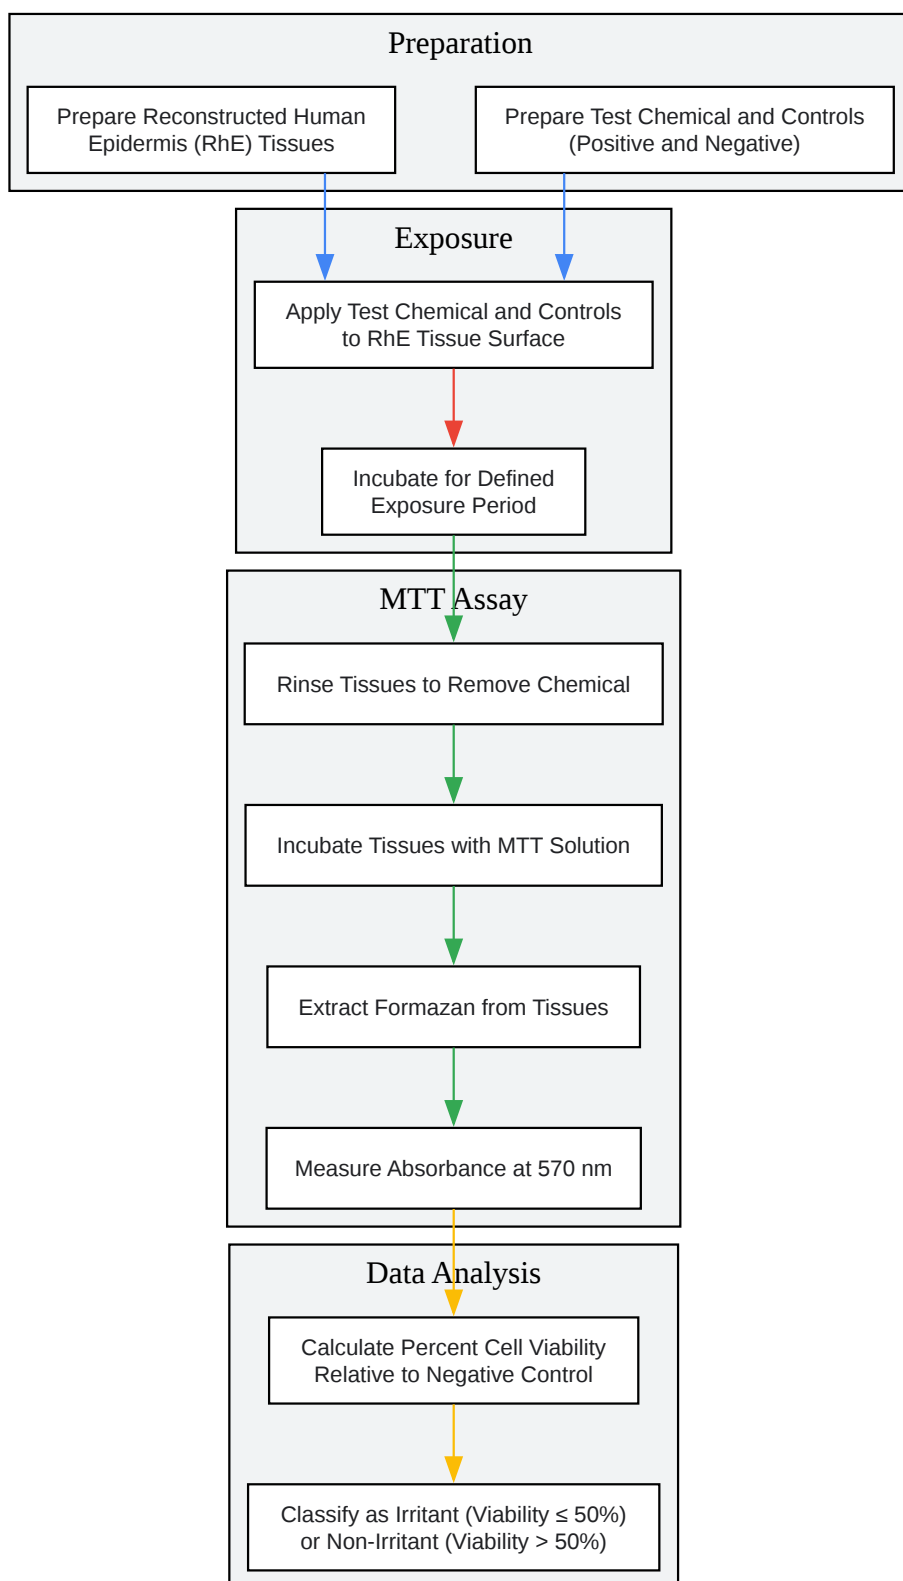 Preparation
Prepare Reconstructed Human
Epidermis (RhE) Tissues
Prepare Test Chemical and Controls
(Positive and Negative)
Exposure
Apply Test Chemical and Controls
to RhE Tissue Surface
Incubate for Defined
Exposure Period
MTT Assay
Rinse Tissues to Remove Chemical
Incubate Tissues with MTT Solution
Extract Formazan from Tissues
Measure Absorbance at 570 nm
Data Analysis
Calculate Percent Cell Viability
Relative to Negative Control
Classify as Irritant (Viability ≤ 50%)
or Non-Irritant (Viability > 50%)